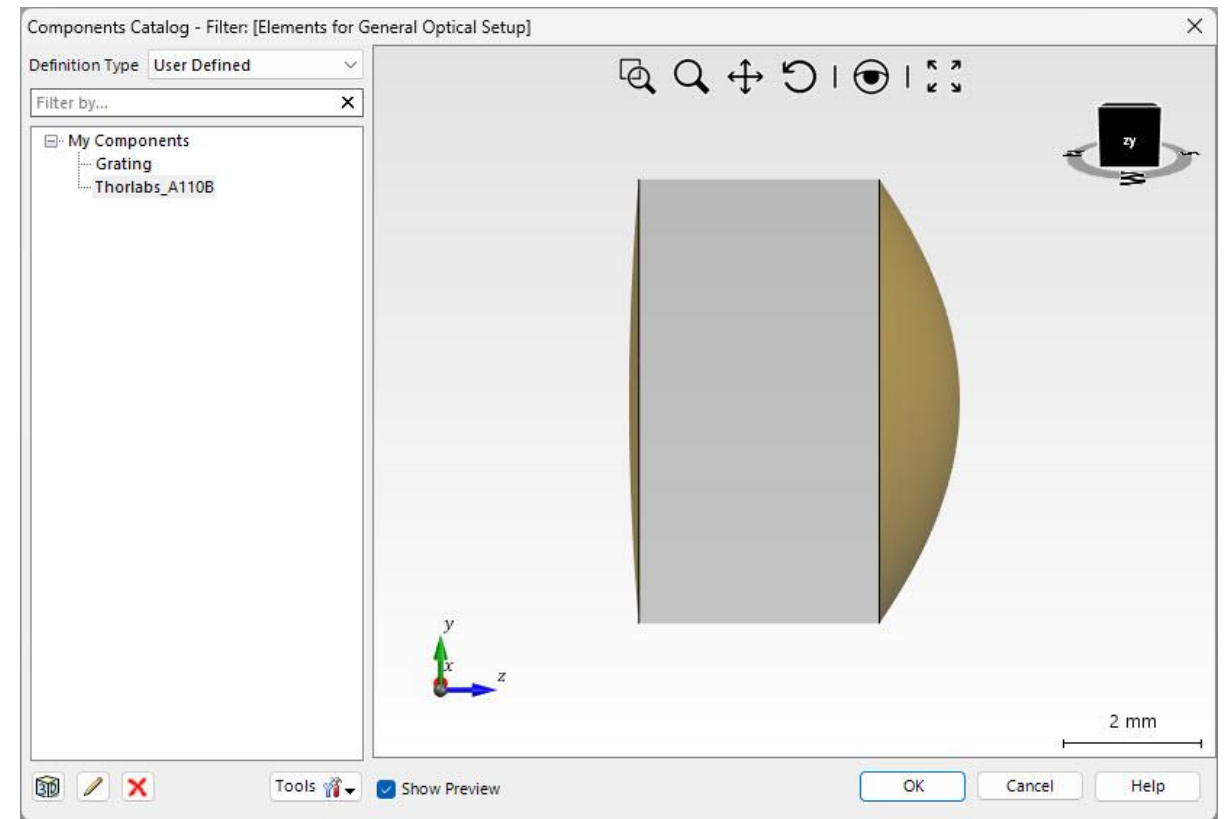 Components Catalog - Filter: [Elements for General Optical Setup]
Definition Type User Defined
Filter by...
My Components
Grating
Thorlabs_A110B
zy
y
x
z
2 mm
3D
Tools
Show Preview
OK
Cancel
Help